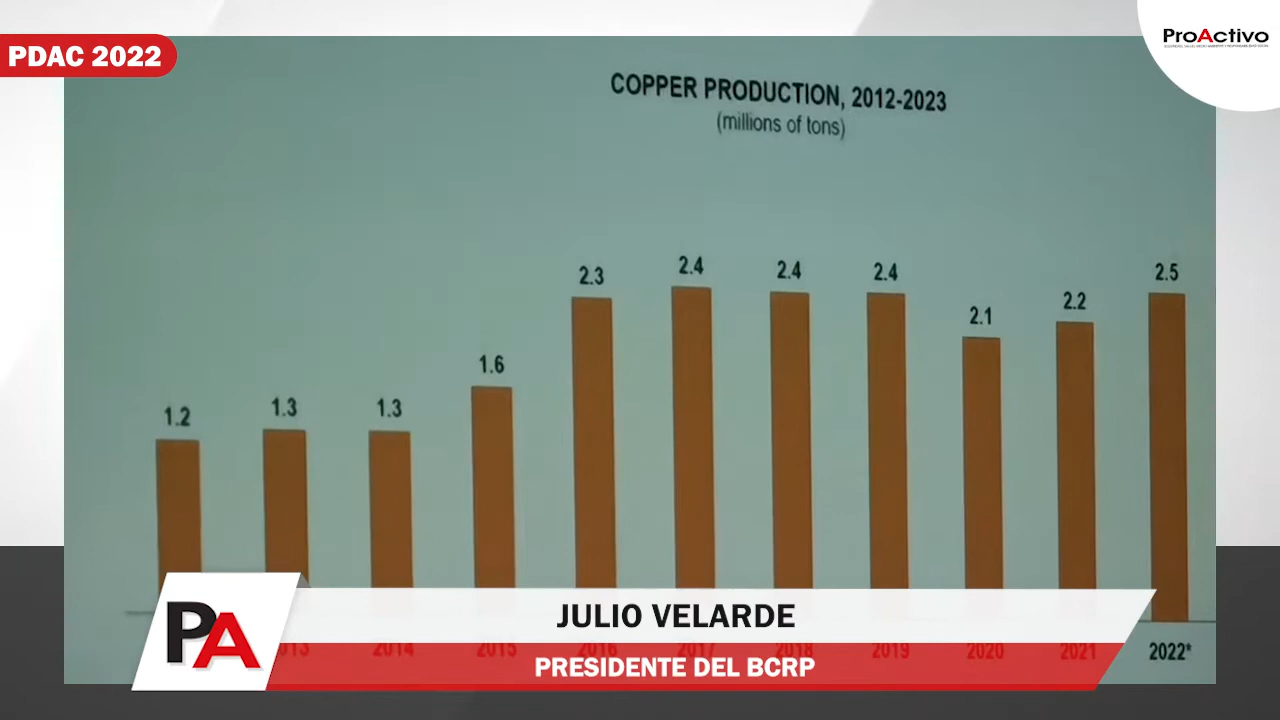 PDAC 2022
ProActivo
COPPER PRODUCTION, 2012-2023
(millions of tons)
1.2
1.3
1.3
1.6
2.3
2.4
2.4
2.4
2.1
2.2
2.5
2014
2015
2016
2017
2018
2019
2020
2021
2022*
PA
JULIO VELARDE
PRESIDENTE DEL BCRP